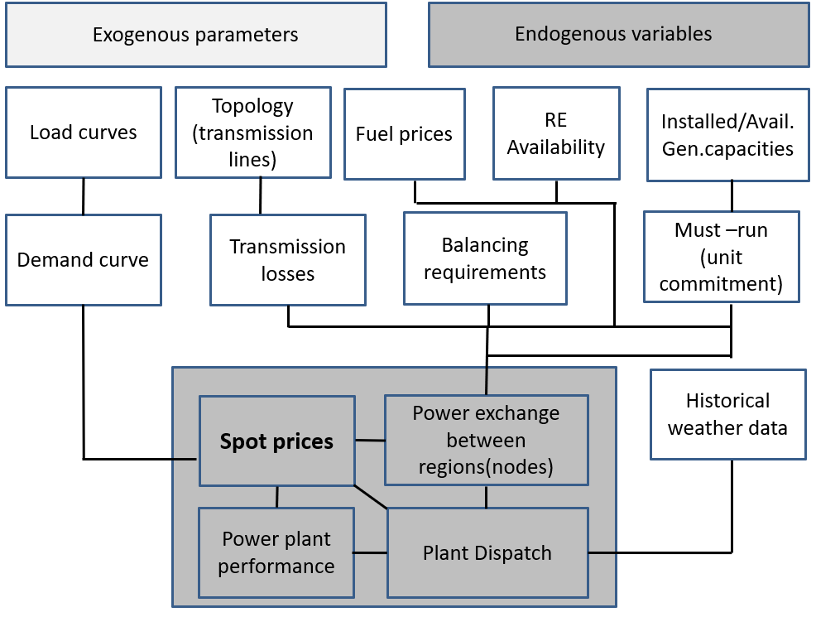 Exogenous parameters
Endogenous variables
Load curves
Topology
(transmission
lines)
Fuel prices
RE
Availability
Installed/Avail.
Gen.capacities
Demand curve
Transmission
losses
Balancing
requirements
Must –run
(unit
commitment)
Spot prices
Power exchange
between
regions(nodes)
Historical
weather data
Power plant
performance
Plant Dispatch